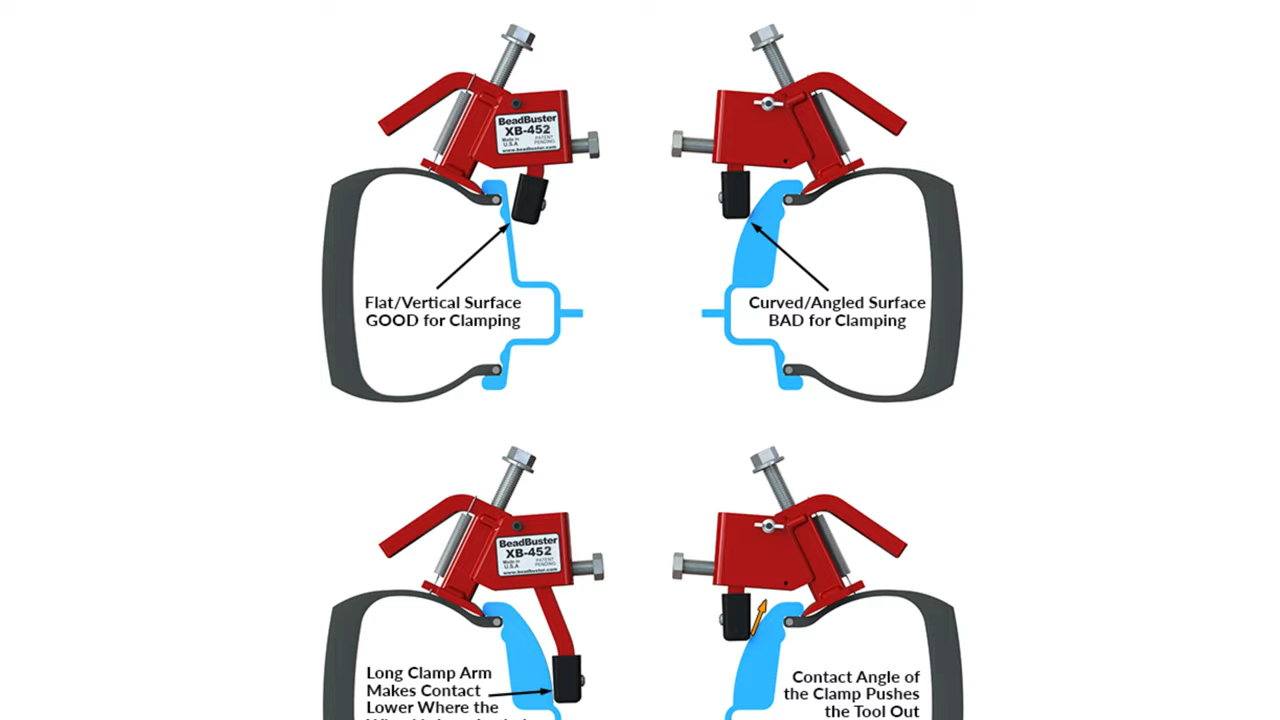 BeadBuster
XB-452
Made in
U.S.A
PATENT
PENDING
www.beadbuster.com
Flat/Vertical Surface
GOOD for Clamping
Curved/Angled Surface
BAD for Clamping
BeadBuster
XB-452
Made in
U.S.A
PATENT
PENDING
www.beadbuster.com
Long Clamp Arm
Makes Contact
Lower Where the
Contact Angle of
the Clamp Pushes
the Tool Out